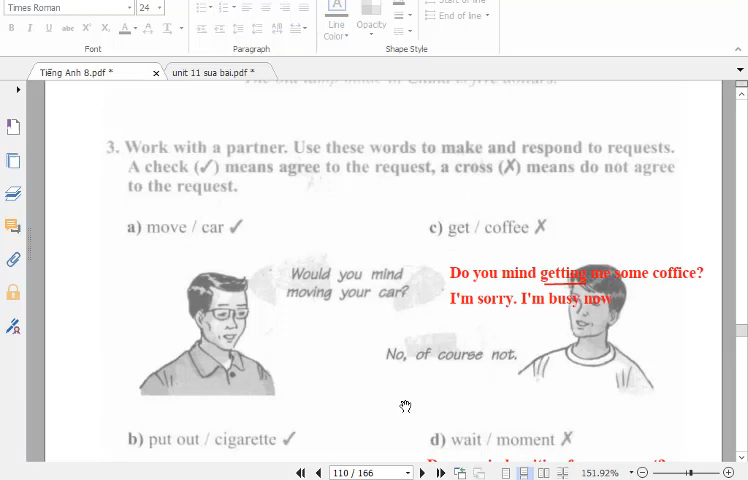 Times Roman 24
B I U abc X X A T
Font
Paragraph
A
Line
Color
Opacity
Start of line
End of line
Shape Style
Tiếng Anh 8.pdf * × unit 11 sua bai.pdf *
3. Work with a partner. Use these words to make and respond to requests.
A check (✓) means agree to the request, a cross (✗) means do not agree
to the request.
a) move / car ✓
c) get / coffee ✗
Would you mind
moving your car?
Do you mind getting me some coffice?
I'm sorry. I'm busy now
No, of course not.
b) put out / cigarette ✓
d) wait / moment ✗
110 / 166
151.92%